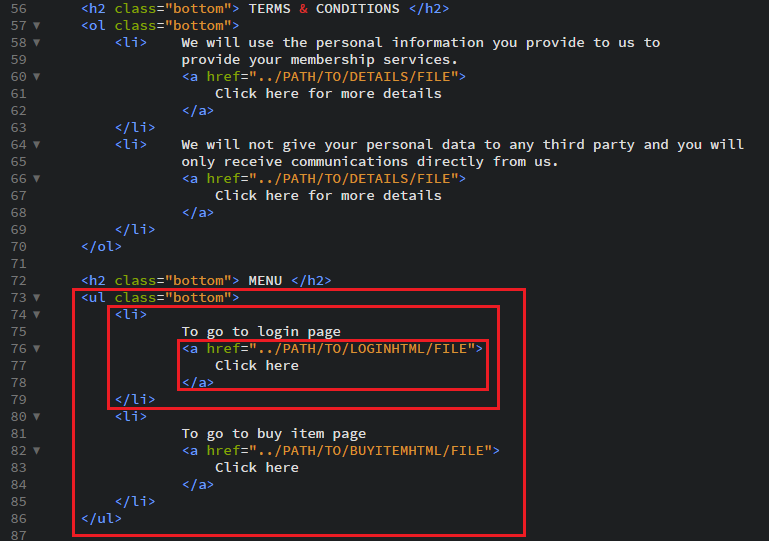 56 <h2 class="bottom"> TERMS & CONDITIONS </h2>
57 <ol class="bottom">
58 <li> We will use the personal information you provide to us to
59 provide your membership services.
60 <a href="../PATH/TO/DETAILS/FILE">
61 Click here for more details
62 </a>
63 </li>
64 <li> We will not give your personal data to any third party and you will
65 only receive communications directly from us.
66 <a href="../PATH/TO/DETAILS/FILE">
67 Click here for more details
68 </a>
69 </li>
70 </ol>
71
72 <h2 class="bottom"> MENU </h2>
73 <ul class="bottom">
74 <li>
75 To go to login page
76 <a href="../PATH/TO/LOGINHTML/FILE">
77 Click here
78 </a>
79 </li>
80 <li>
81 To go to buy item page
82 <a href="../PATH/TO/BUYITEMHTML/FILE">
83 Click here
84 </a>
85 </li>
86 </ul>
87